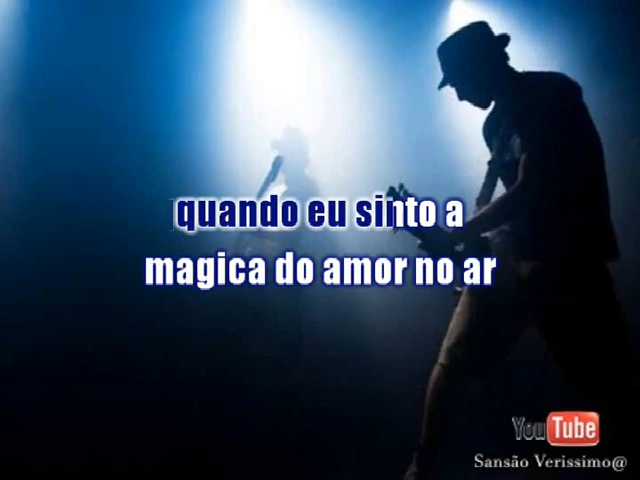 quando eu sinto a
magica do amor no ar
YouTube
Sansão Verissimo@